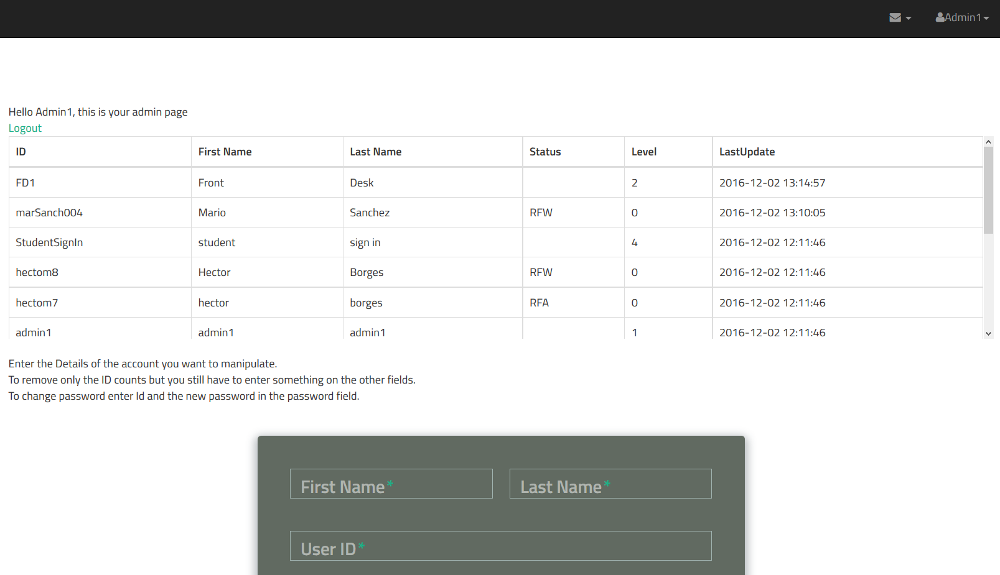 Admin1
Hello Admin1, this is your admin page
Logout
ID First Name Last Name Status Level LastUpdate
FD1 Front Desk 2 2016-12-02 13:14:57
marSanch004 Mario Sanchez RFW 0 2016-12-02 13:10:05
StudentSignIn student sign in 4 2016-12-02 12:11:46
hectom8 Hector Borges RFW 0 2016-12-02 12:11:46
hectom7 hector borges RFA 0 2016-12-02 12:11:46
admin1 admin1 admin1 1 2016-12-02 12:11:46
Enter the Details of the account you want to manipulate.
To remove only the ID counts but you still have to enter something on the other fields.
To change password enter Id and the new password in the password field.
First Name* Last Name*
User ID*